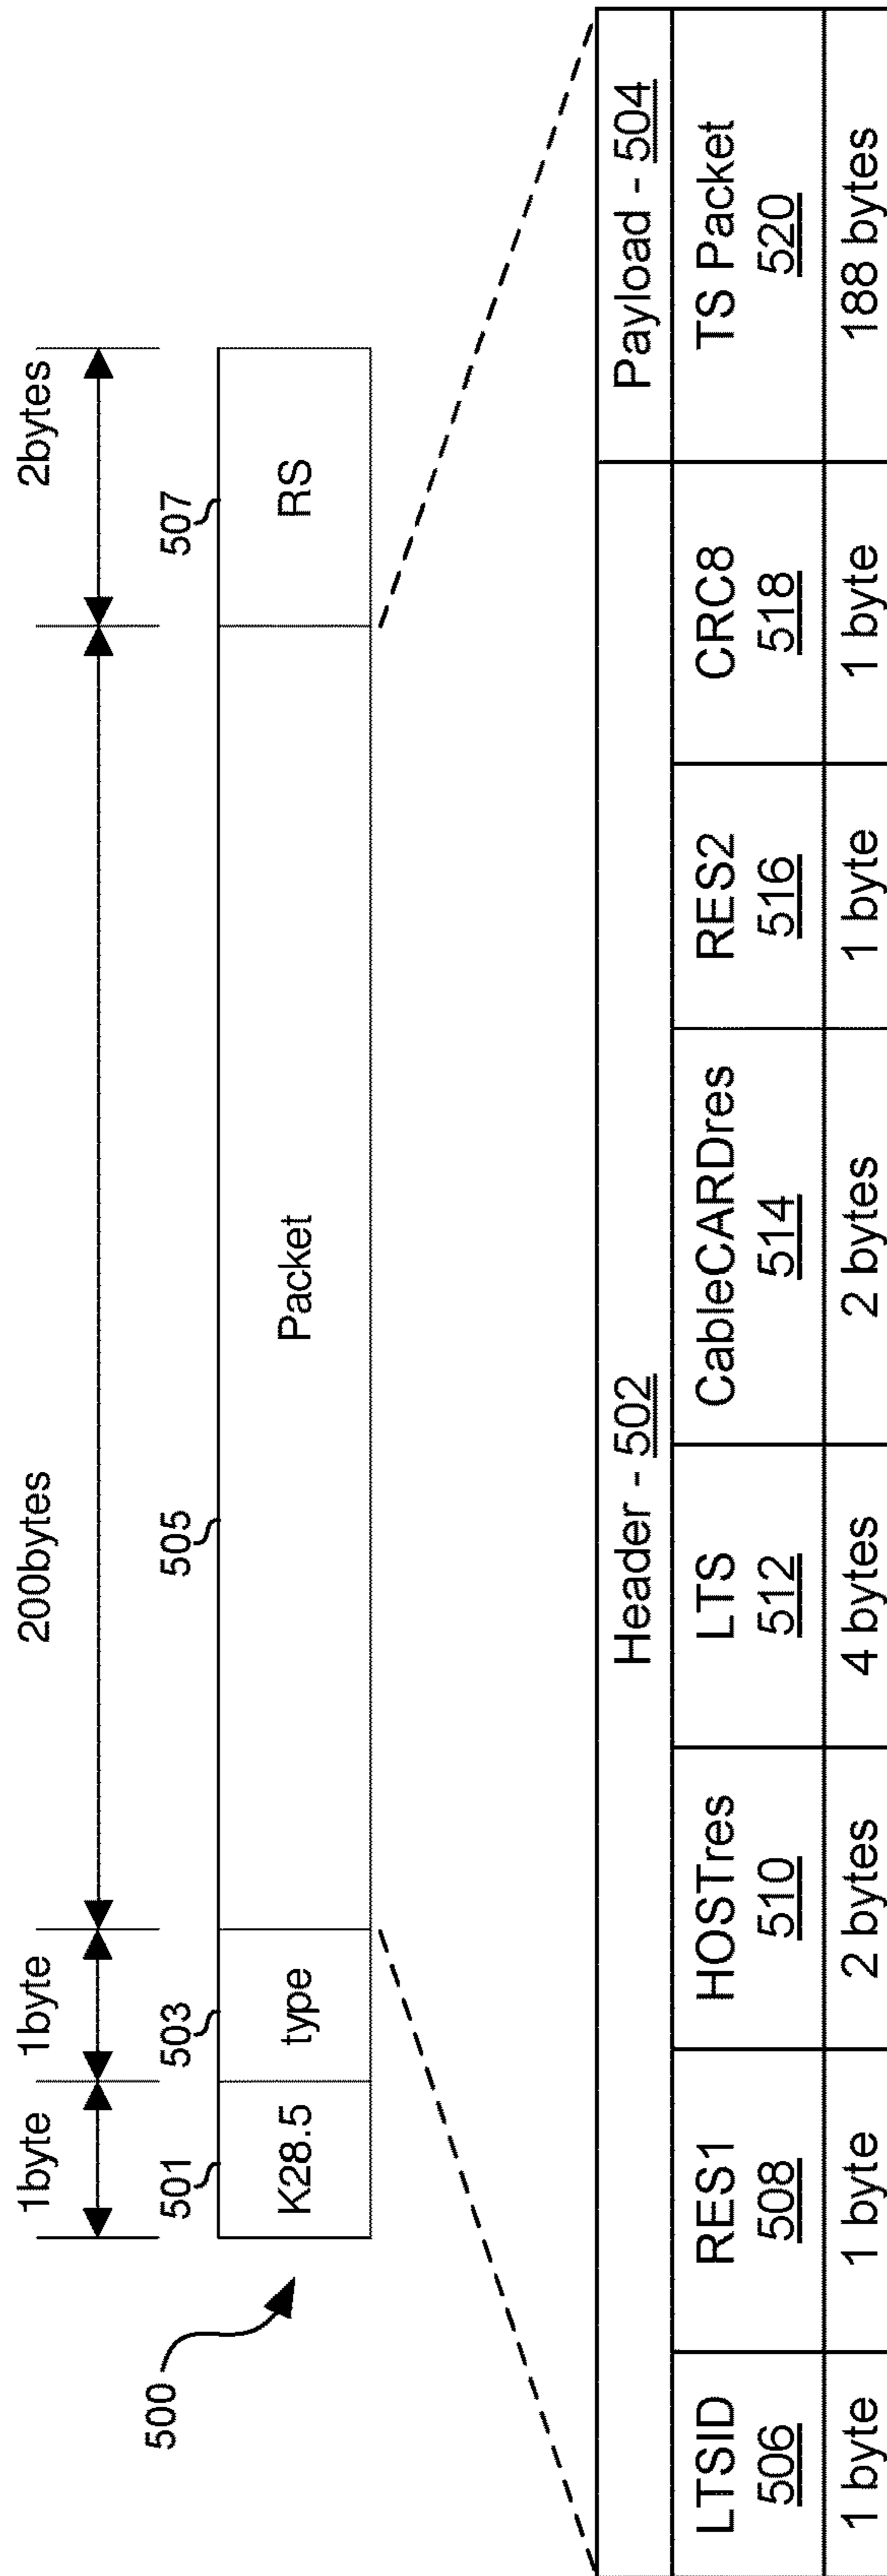 1byte 1byte 200bytes 2bytes
501 503 505 507
K28.5 type Packet RS
500
Header - 502 Payload - 504
LTSID RES1 HOSTres LTS CableCARDres RES2 CRC8 TS Packet
506 508 510 512 514 516 518 520
1 byte 1 byte 2 bytes 4 bytes 2 bytes 1 byte 1 byte 188 bytes